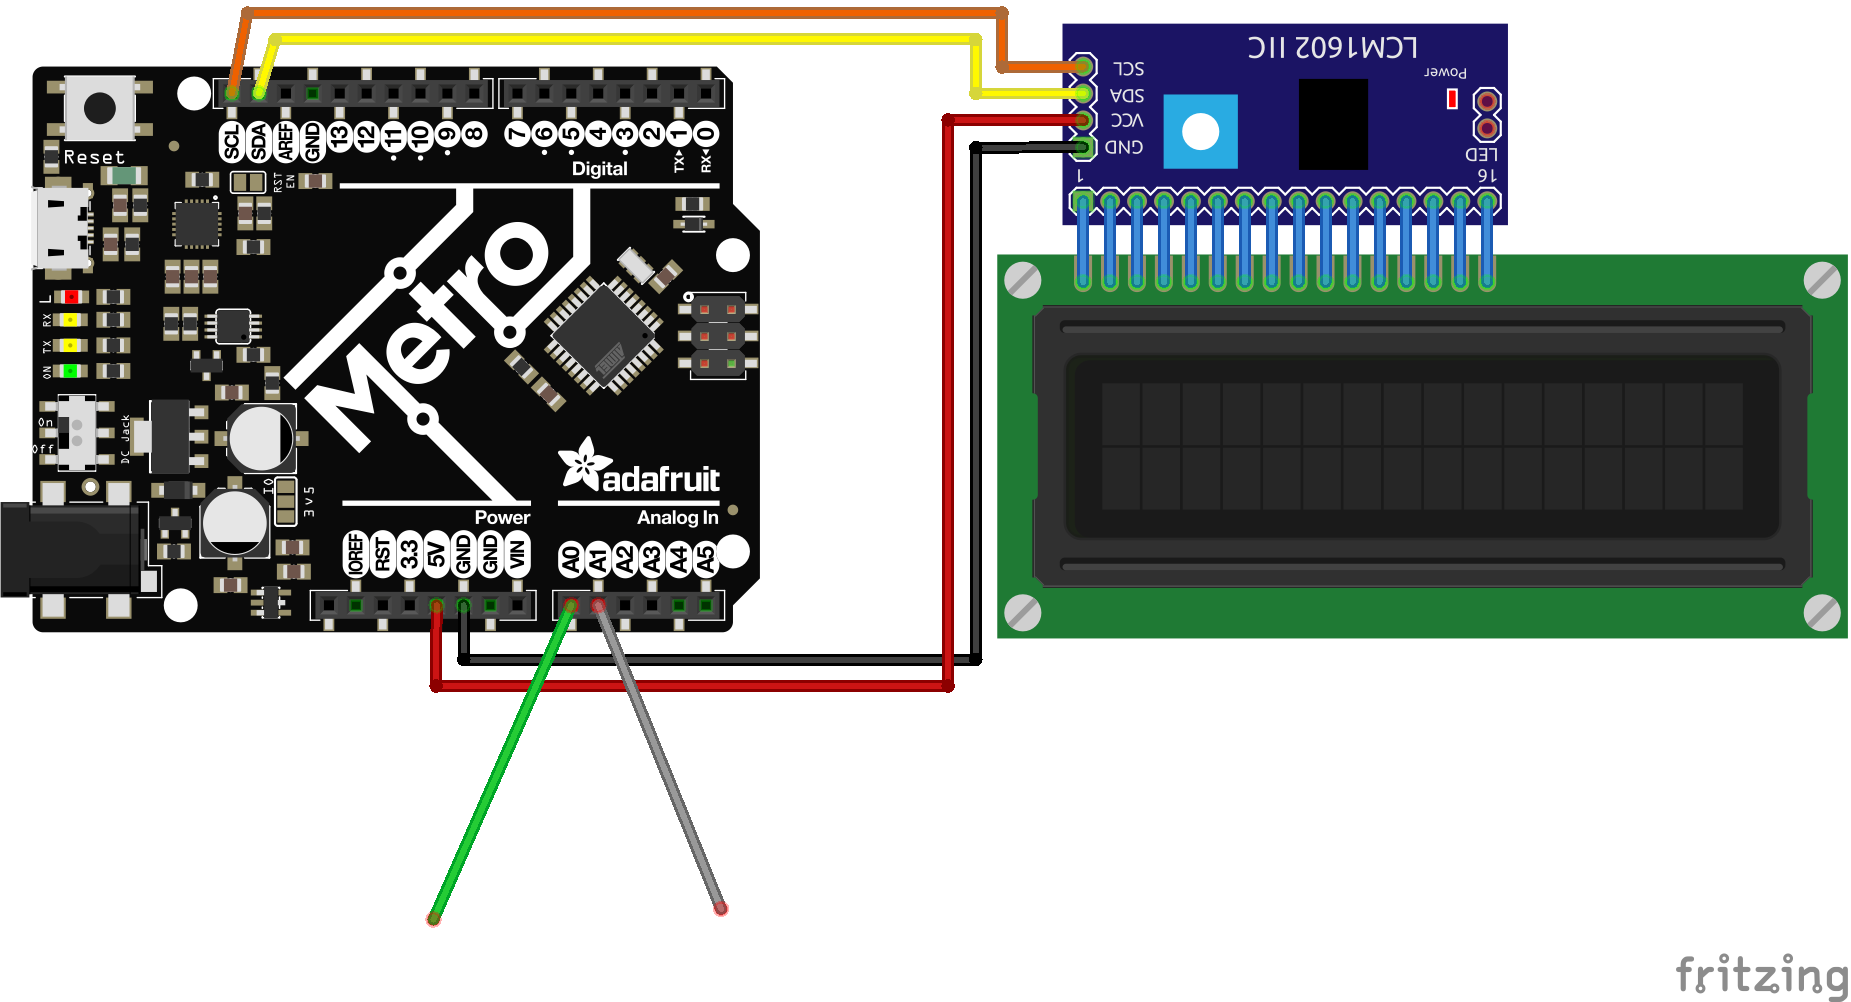 LCM1602 IIC
SCL
SDA
VCC
GND
Power
LED
1
16
Reset
SCL SDA AREF GND 13 12 11 10 9 8 7 6 5 4 3 2 1 0
TX▸ RX◂
Digital
RST
EN
L
RX
TX
ON
Metro
Atmel
On
Off
DC Jack
IO
3V5
adafruit
Power
Analog In
IOREF RST 3.3 5V GND GND VIN A0 A1 A2 A3 A4 A5
fritzing